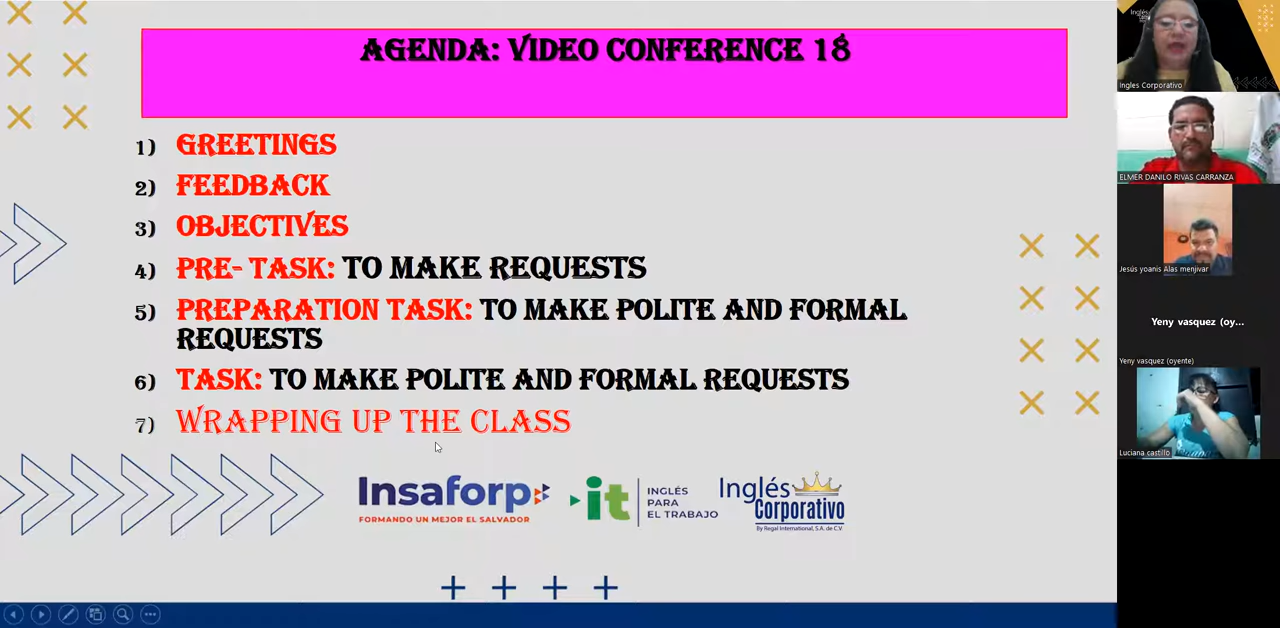 AGENDA: VIDEO CONFERENCE 18
1) GREETINGS
2) FEEDBACK
3) OBJECTIVES
4) PRE- TASK: TO MAKE REQUESTS
5) PREPARATION TASK: TO MAKE POLITE AND FORMAL
REQUESTS
6) TASK: TO MAKE POLITE AND FORMAL REQUESTS
7) WRAPPING UP THE CLASS
Insaforp
FORMANDO UN MEJOR EL SALVADOR
it
INGLÉS
PARA
EL TRABAJO
Inglés
Corporativo
By Regal International, S.A. de C.V.
Inglés
Ingles Corporativo
ELMER DANILO RIVAS CARRANZA
Jesús yoanis Alas menjivar
Yeny vasquez (oy...
Yeny vasquez (oyente)
Luciana castillo